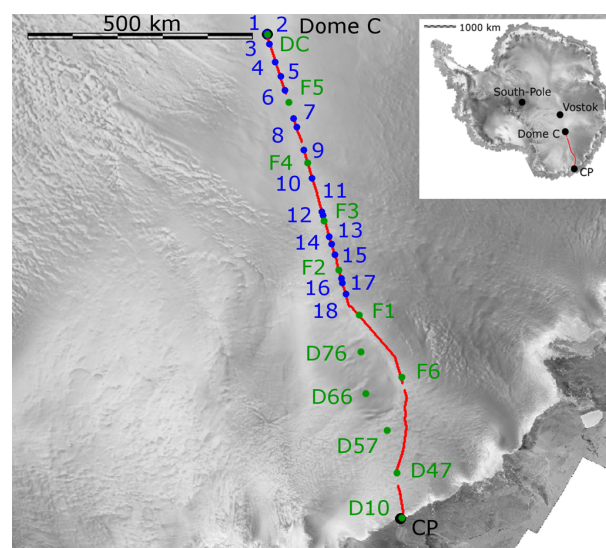 500 km
1 2 Dome C
3 DC
4 5
6 F5
7
8
9
F4
10 11
12 F3
13
14
15
F2
16 17
18
F1
D76
F6
D66
D57
D47
D10
CP
1000 km
South-Pole
Vostok
Dome C
CP